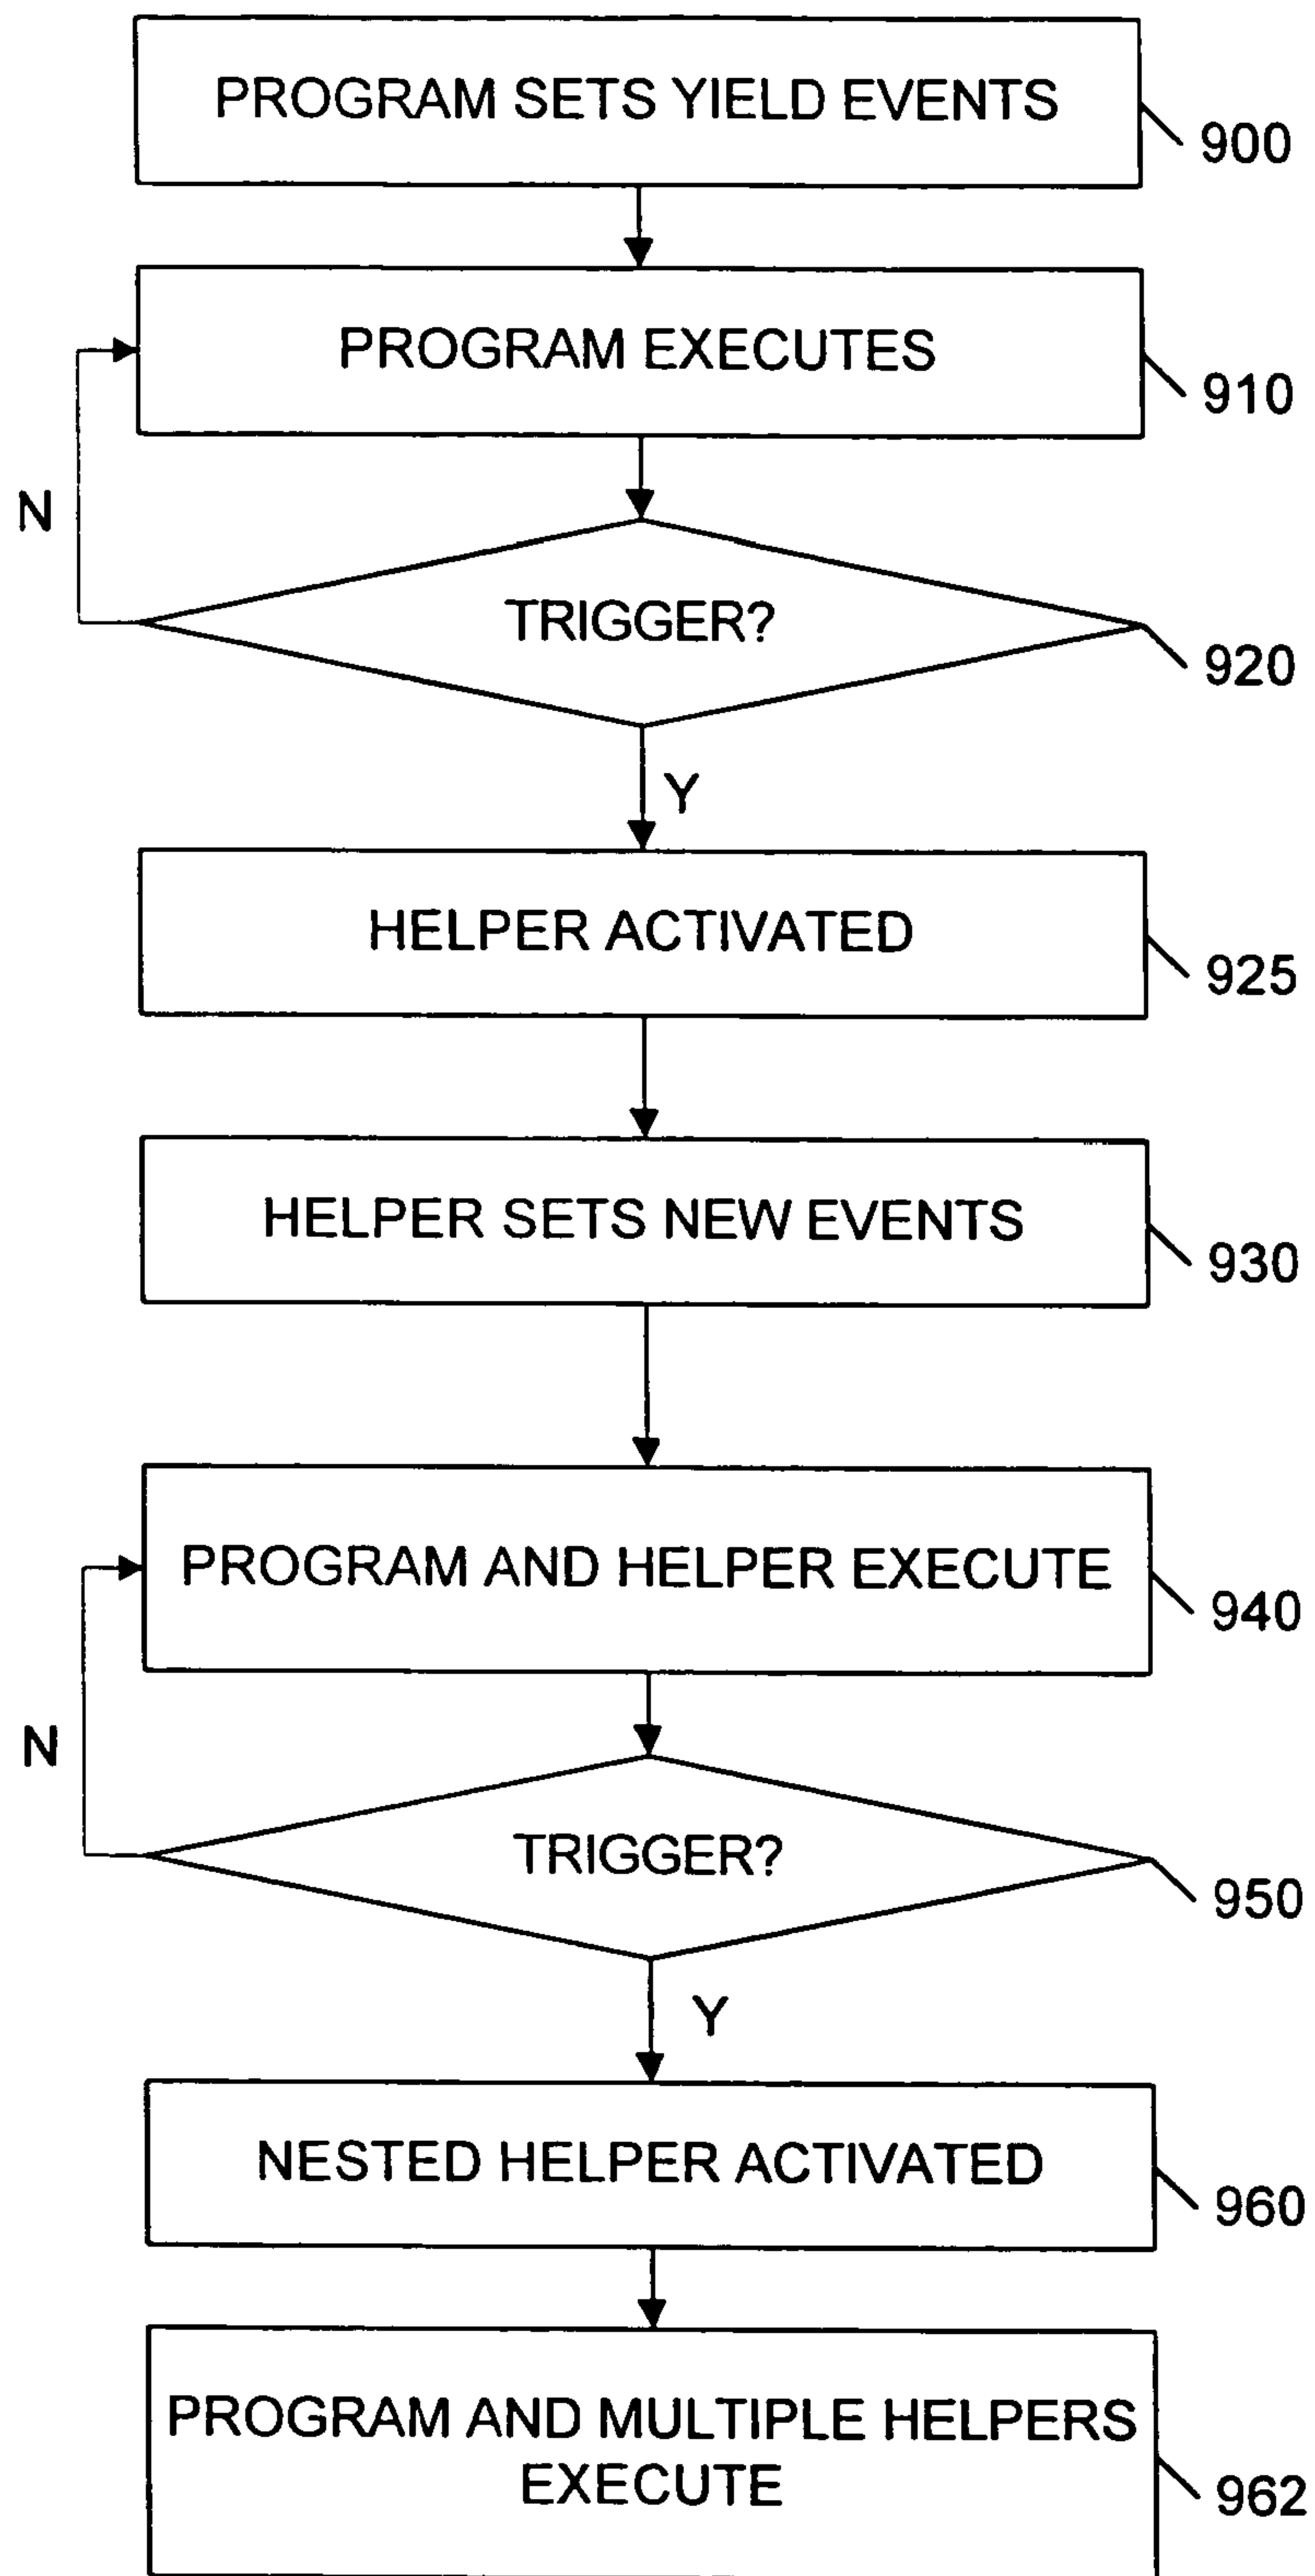 PROGRAM SETS YIELD EVENTS
900
PROGRAM EXECUTES
910
N
TRIGGER?
920
Y
HELPER ACTIVATED
925
HELPER SETS NEW EVENTS
930
PROGRAM AND HELPER EXECUTE
940
N
TRIGGER?
950
Y
NESTED HELPER ACTIVATED
960
PROGRAM AND MULTIPLE HELPERS
EXECUTE
962